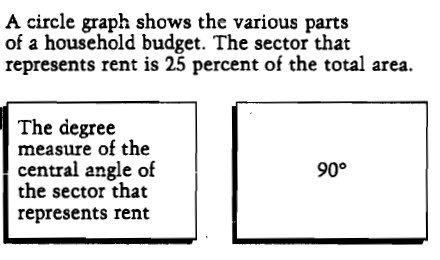 A circle graph shows the various parts
of a household budget. The sector that
represents rent is 25 percent of the total area.
The degree
measure of the
central angle of
the sector that
represents rent
90°